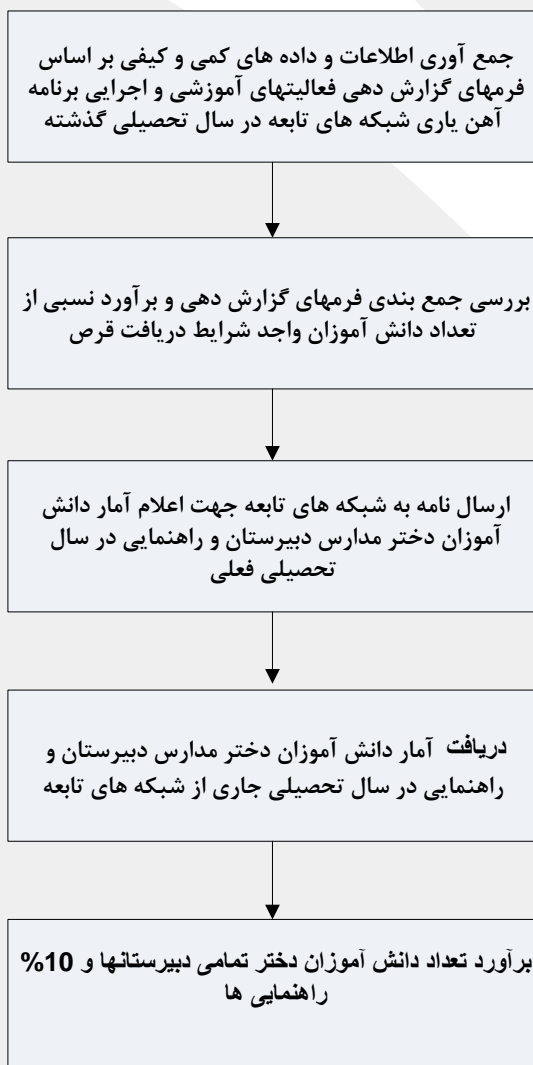 جمع آوری اطلاعات و داده های کمی و کیفی بر اساس
فرمهای گزارش دهی فعالیتهای آموزشی و اجرایی برنامه
آهن یاری شبکه های تابعه در سال تحصیلی گذشته
بررسی جمع بندی فرمهای گزارش دهی و برآورد نسبی از
تعداد دانش آموزان واجد شرایط دریافت قرص
ارسال نامه به شبکه های تابعه جهت اعلام آمار دانش
آموزان دختر مدارس دبیرستان و راهنمایی در سال
تحصیلی فعلی
دریافت آمار دانش آموزان دختر مدارس دبیرستان و
راهنمایی در سال تحصیلی جاری از شبکه های تابعه
برآورد تعداد دانش آموزان دختر تمامی دبیرستانها و 10%
راهنمایی ها